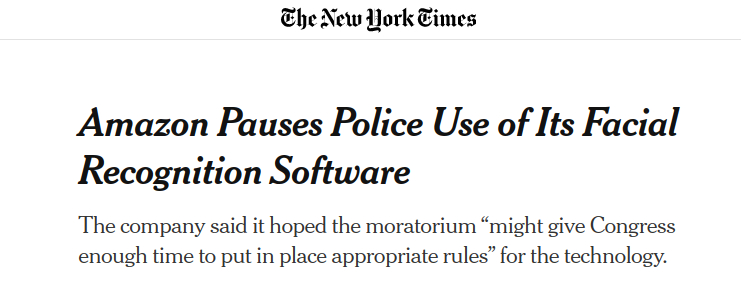 The New York Times
Amazon Pauses Police Use of Its Facial
Recognition Software
The company said it hoped the moratorium “might give Congress
enough time to put in place appropriate rules” for the technology.